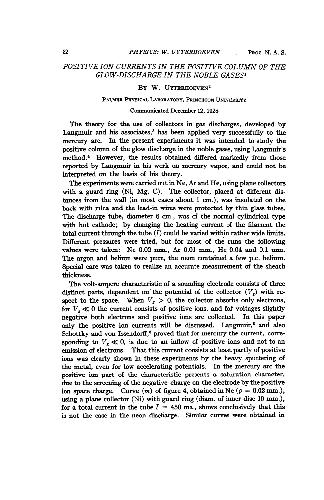 82 PHYSICS: W. UYTERHOEVEN PROC. N. A. S.
POSITIVE ION CURRENTS IN THE POSITIVE COLUMN OF THE
GLOW-DISCHARGE IN THE NOBLE GASES¹
BY W. UYTERHOEVEN²
PALMER PHYSICAL LABORATORY, PRINCETON UNIVERSITY
Communicated December 12, 1928
The theory for the use of collectors in gas discharges, developed by
Langmuir and his associates,³ has been applied very successfully to the
mercury arc. In the present experiments it was intended to study the
positive column of the glow discharge in the noble gases, using Langmuir's
method.⁴ However, the results obtained differed markedly from those
reported by Langmuir in his work on mercury vapor, and could not be
interpreted on the basis of his theory.
The experiments were carried out in Ne, Ar and He, using plane collectors
with a guard ring (Ni, Mg, C). The collector, placed at different dis-
tances from the wall (in most cases about 1 cm.), was insulated on the
back with mica and the lead-in wires were protected by thin glass tubes.
The discharge tube, diameter 6 cm., was of the normal cylindrical type
with hot cathode; by changing the heating current of the filament the
total current through the tube (I) could be varied within rather wide limits.
Different pressures were tried, but for most of the runs the following
values were taken: Ne 0.02 mm., Ar 0.01 mm., He 0.04 and 0.1 mm.
The argon and helium were pure, the neon contained a few p.c. helium.
Special care was taken to realize an accurate measurement of the sheath
thickness.
The volt-ampere characteristic of a sounding electrode consists of three
distinct parts, dependent on the potential of the collector (Vₚ) with re-
spect to the space. When Vₚ > 0, the collector absorbs only electrons,
for Vₚ ≪ 0 the current consists of positive ions, and for voltages slightly
negative both electrons and positive ions are collected. In this paper
only the positive ion currents will be discussed. Langmuir,⁵ and also
Schottky and von Issendorff,⁶ proved that for mercury the current, corre-
sponding to Vₚ ≪ 0, is due to an inflow of positive ions and not to an
emission of electrons. That this current consists at least partly of positive
ions was clearly shown in these experiments by the heavy sputtering of
the metal, even for low accelerating potentials. In the mercury arc the
positive ion part of the characteristic presents a saturation character,
due to the screening of the negative charge on the electrode by the positive
ion space charge. Curve of figure 4, obtained in Ne (p = 0.02 mm.),
using a plane collector (Ni) with guard ring (diam. of inner disc 10 mm.),
for a total current in the tube I = 450 ma., shows conclusively that this
is not the case in the neon discharge. Similar curves were obtained in